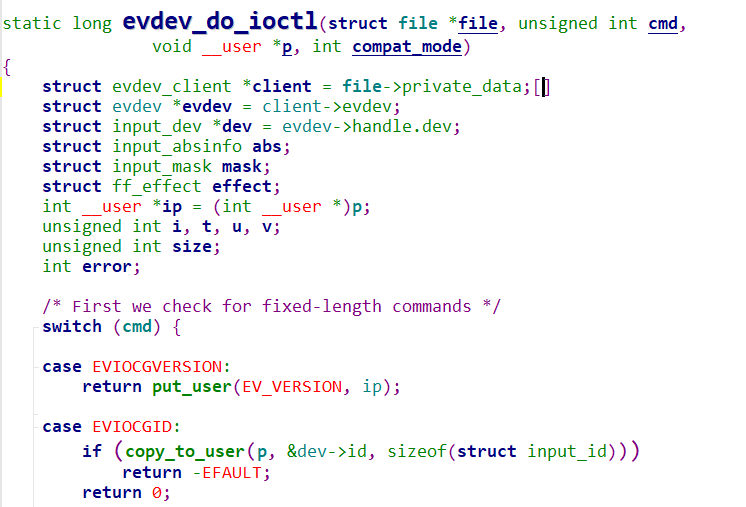 static long evdev_do_ioctl(struct file *file, unsigned int cmd,
void __user *p, int compat_mode)
{
struct evdev_client *client = file->private_data;[]
struct evdev *evdev = client->evdev;
struct input_dev *dev = evdev->handle.dev;
struct input_absinfo abs;
struct input_mask mask;
struct ff_effect effect;
int __user *ip = (int __user *)p;
unsigned int i, t, u, v;
unsigned int size;
int error;
/* First we check for fixed-length commands */
switch (cmd) {
case EVIOCGVERSION:
return put_user(EV_VERSION, ip);
case EVIOCGID:
if (copy_to_user(p, &dev->id, sizeof(struct input_id)))
return -EFAULT;
return 0;